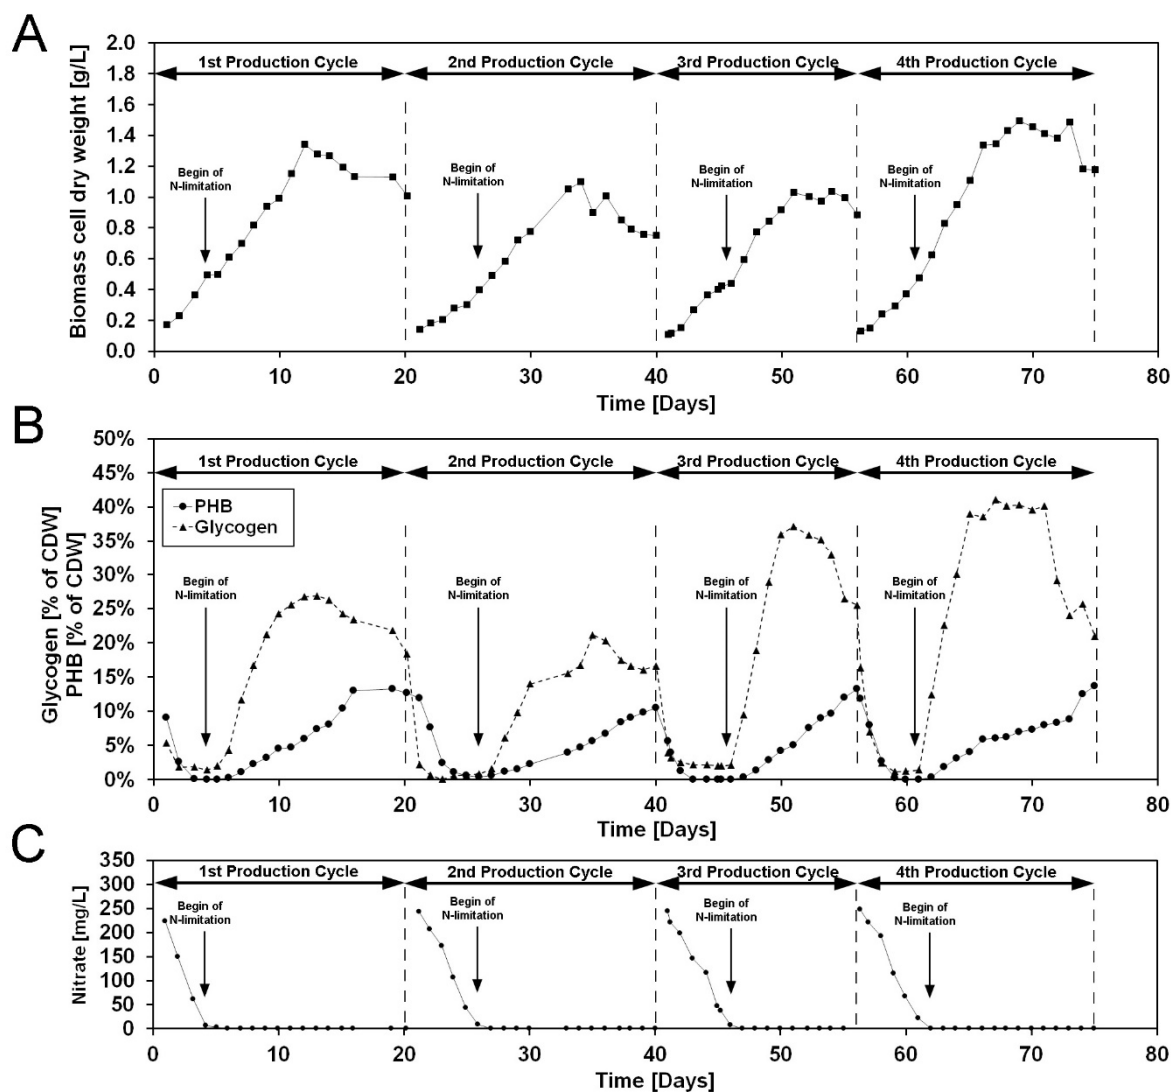 A
Biomass cell dry weight [g/L]
2.0
1.8
1.6
1.4
1.2
1.0
0.8
0.6
0.4
0.2
0.0
1st Production Cycle
2nd Production Cycle
3rd Production Cycle
4th Production Cycle
Begin of
N-limitation
Begin of
N-limitation
Begin of
N-limitation
Begin of
N-limitation
0
10
20
30
40
50
60
70
80
Time [Days]
B
Glycogen [% of CDW]
PHB [% of CDW]
50%
45%
40%
35%
30%
25%
20%
15%
10%
5%
0%
1st Production Cycle
2nd Production Cycle
3rd Production Cycle
4th Production Cycle
PHB
Glycogen
Begin of
N-limitation
Begin of
N-limitation
Begin of
N-limitation
Begin of
N-limitation
0
10
20
30
40
50
60
70
80
Time [Days]
C
Nitrate [mg/L]
350
300
250
200
150
100
50
0
1st Production Cycle
2nd Production Cycle
3rd Production Cycle
4th Production Cycle
Begin of
N-limitation
Begin of
N-limitation
Begin of
N-limitation
Begin of
N-limitation
0
10
20
30
40
50
60
70
80
Time [Days]